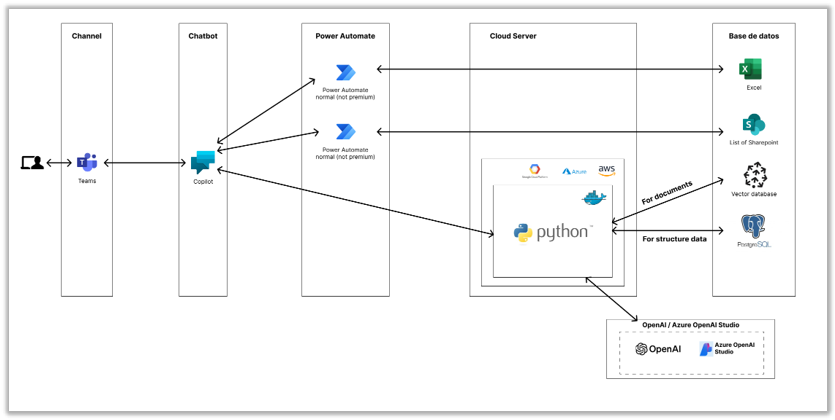 Channel
Chatbot
Power Automate
Cloud Server
Base de datos
Power Automate
normal (not premium)
Excel
Power Automate
normal (not premium)
List of Sharepoint
Teams
Copilot
Google Cloud Platform
Azure
aws
docker
python™
For documents
Vector database
For structure data
PostgreSQL
OpenAI / Azure OpenAI Studio
OpenAI
Azure OpenAI
Studio